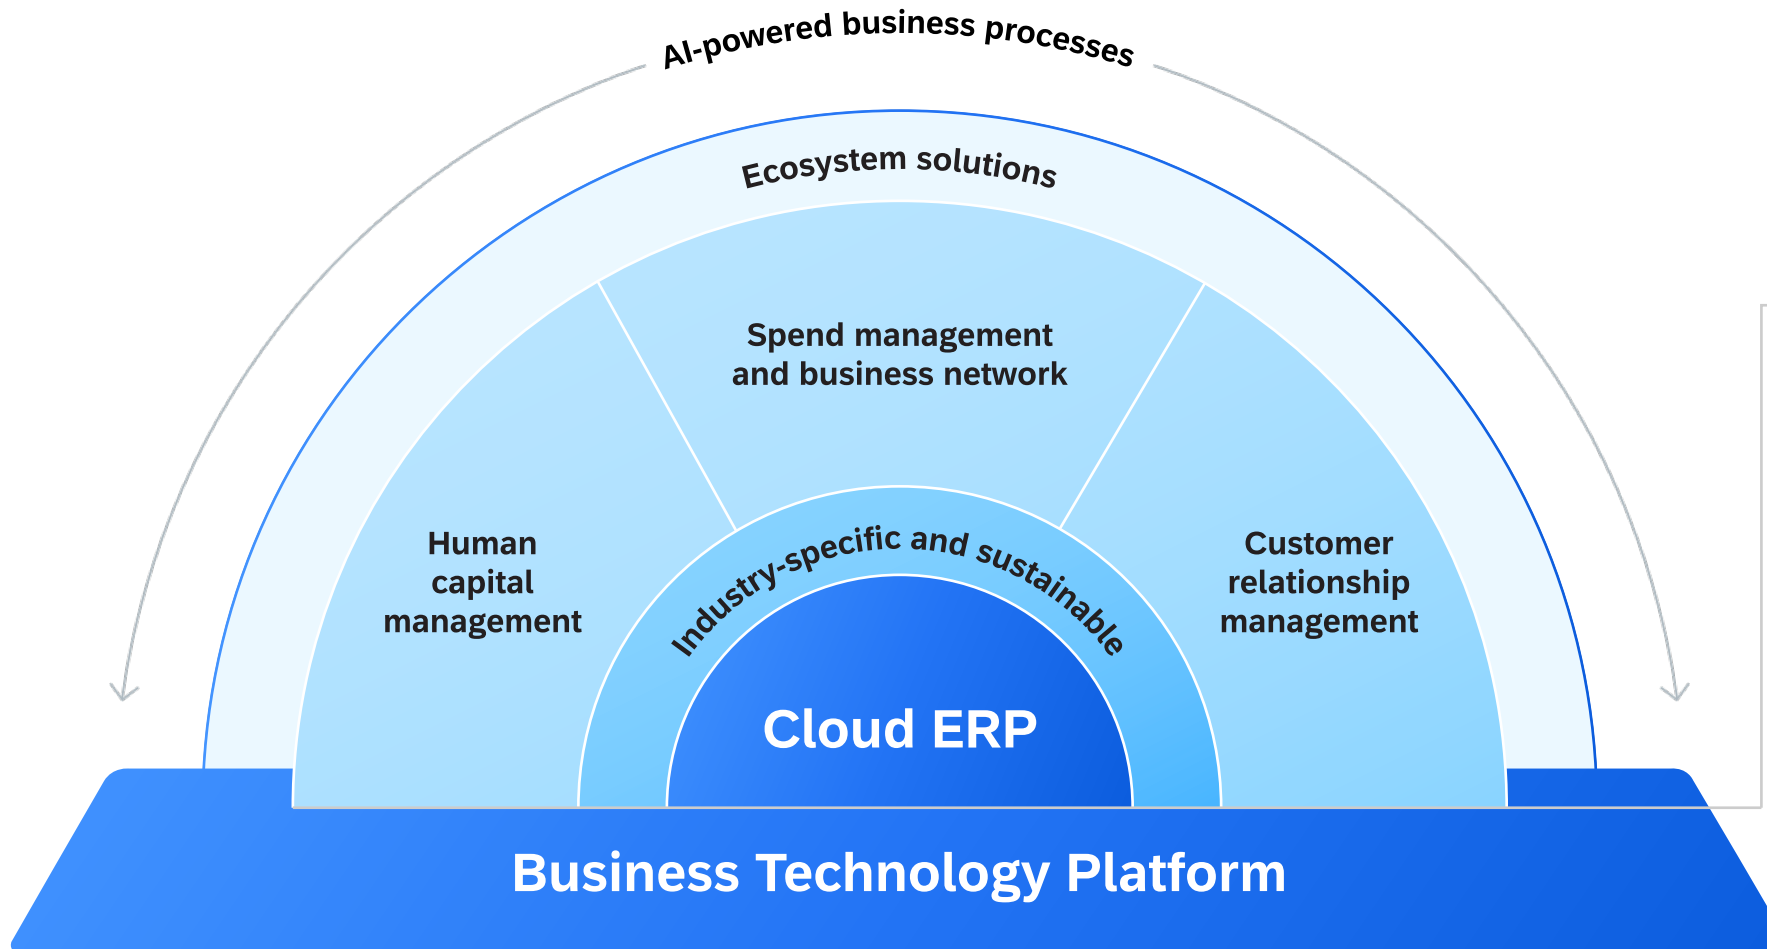 AI-powered business processes
Ecosystem solutions
Spend management
and business network
Human
capital
management
Customer
relationship
management
Industry-specific and sustainable
Cloud ERP
Business Technology Platform